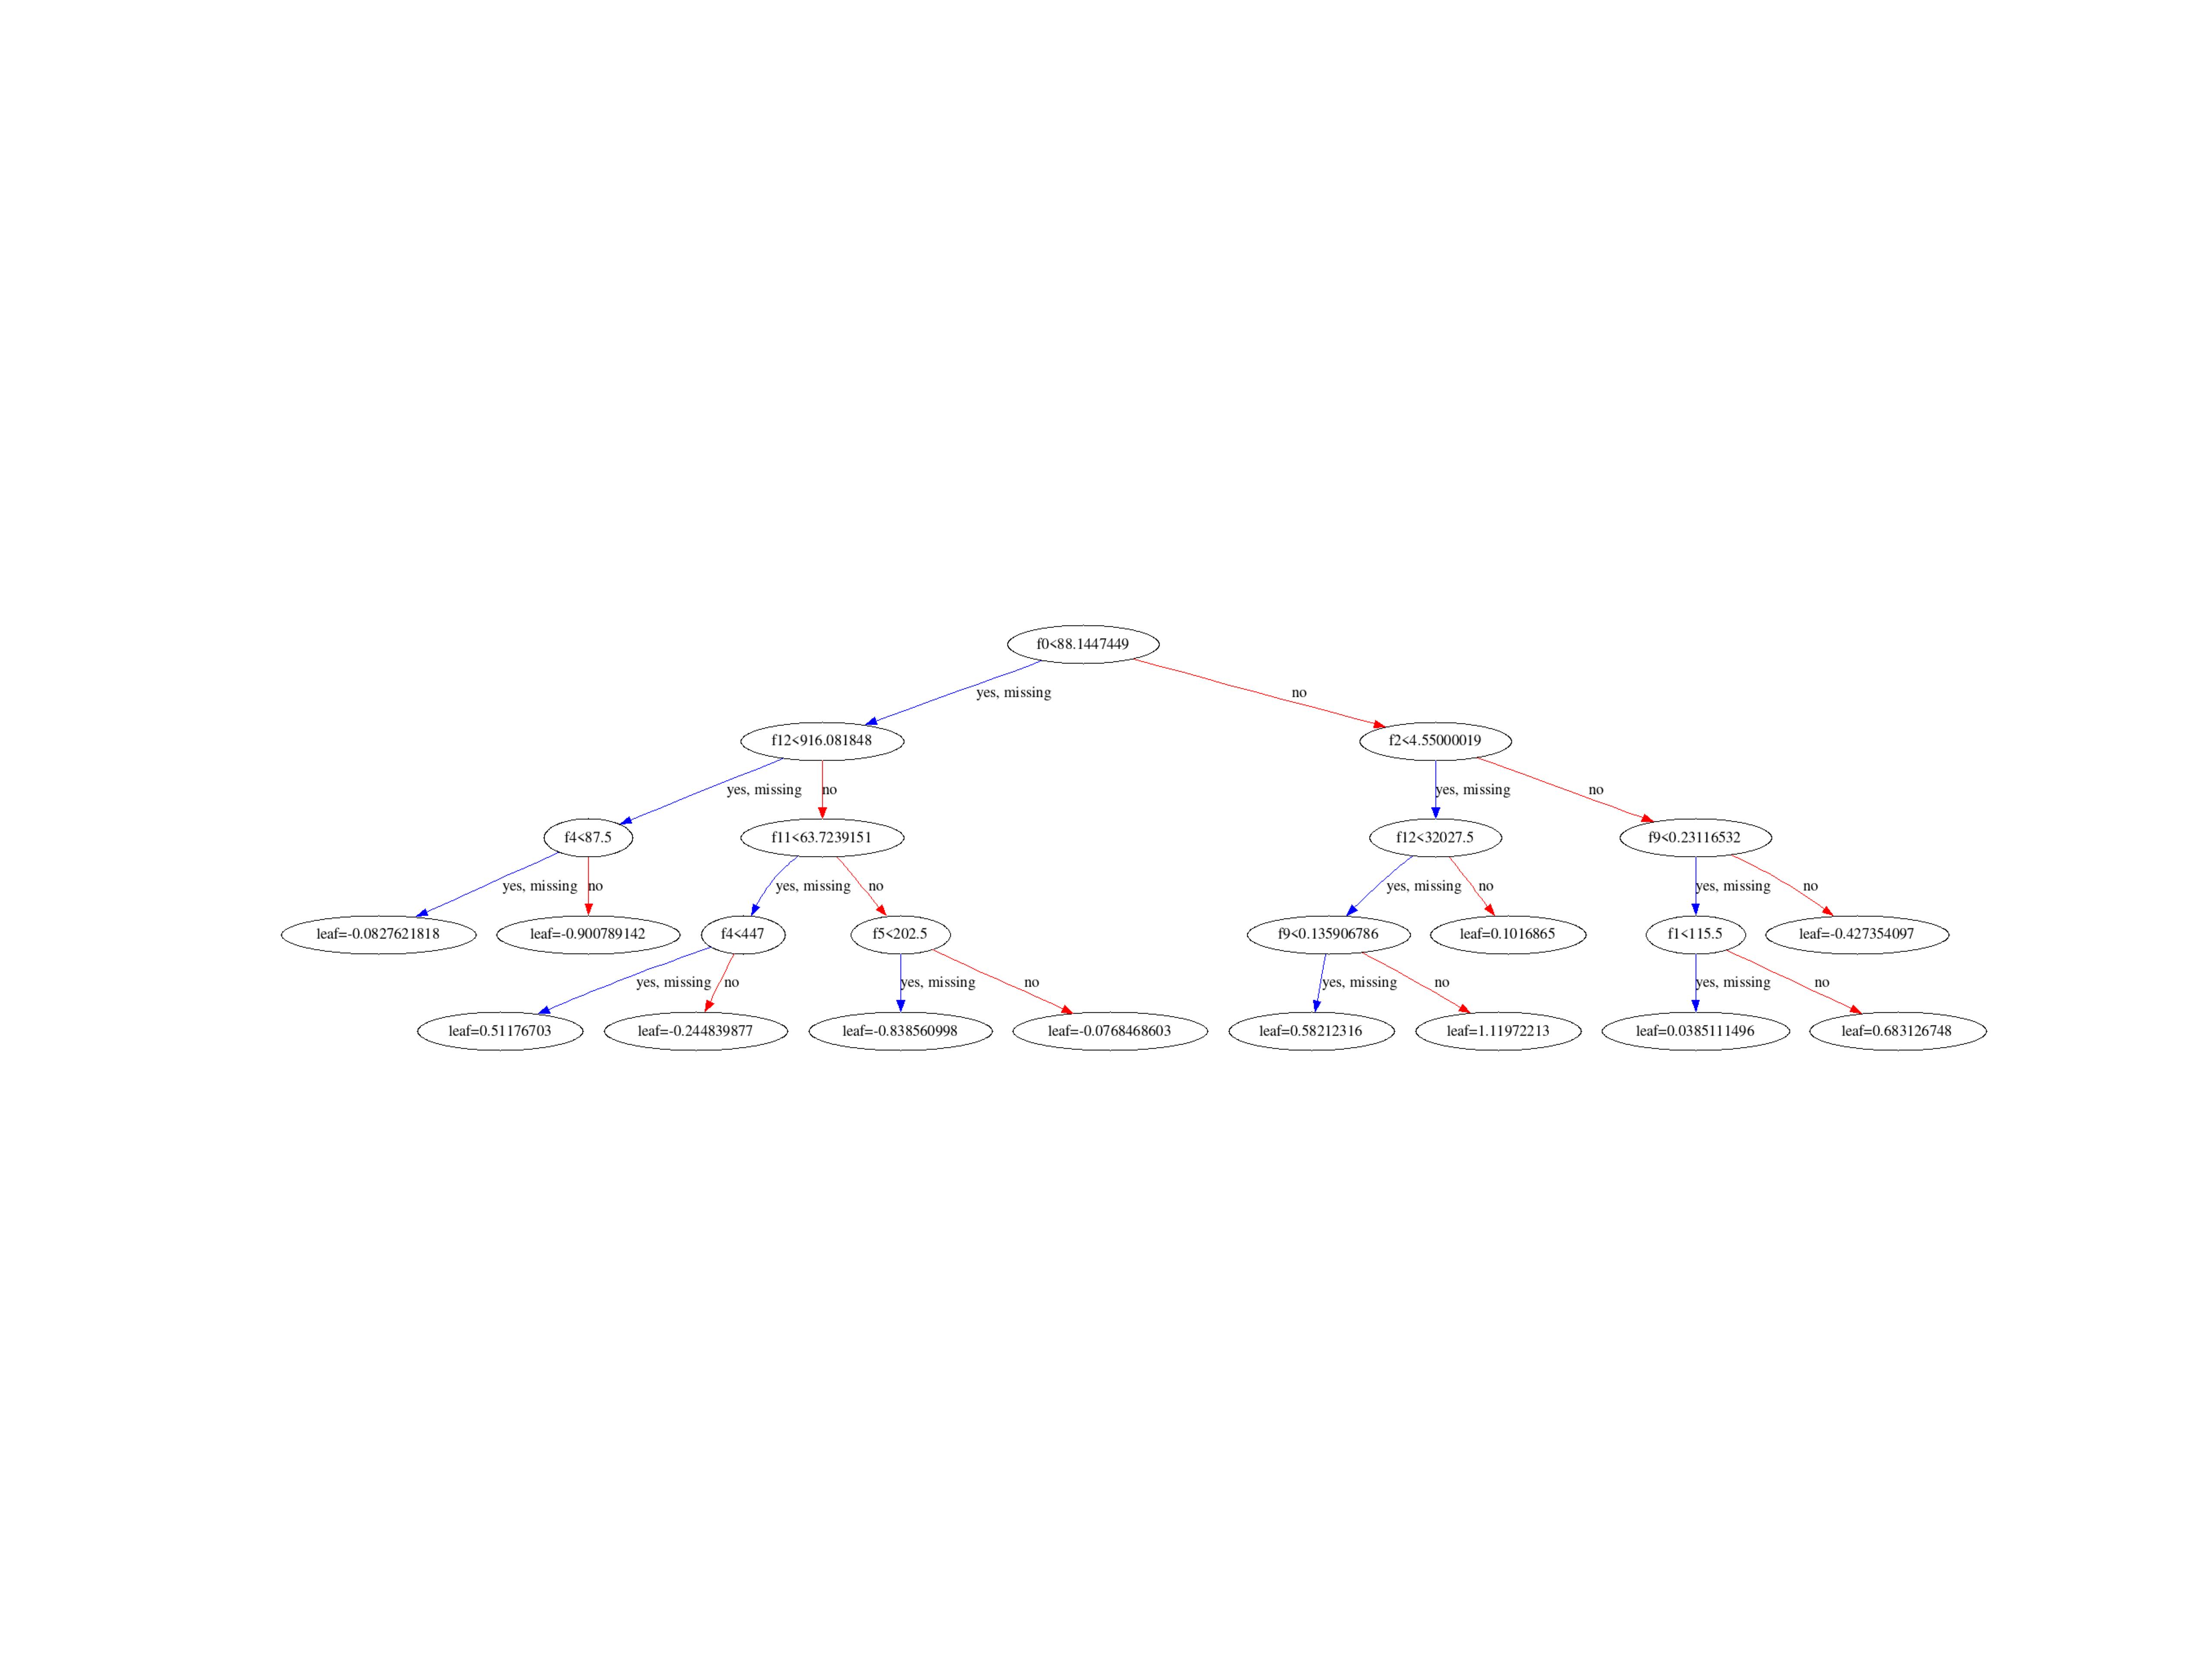 f0<88.1447449
yes, missing
no
f12<916.081848
f2<4.55000019
yes, missing
no
yes, missing
no
f4<87.5
f11<63.7239151
f12<32027.5
f9<0.23116532
yes, missing
no
yes, missing
no
yes, missing
no
yes, missing
no
leaf=-0.0827621818
leaf=-0.900789142
f4<447
f5<202.5
f9<0.135906786
leaf=0.1016865
f1<115.5
leaf=-0.427354097
yes, missing
no
yes, missing
no
yes, missing
no
yes, missing
no
leaf=0.51176703
leaf=-0.244839877
leaf=-0.838560998
leaf=-0.0768468603
leaf=0.58212316
leaf=1.11972213
leaf=0.0385111496
leaf=0.683126748